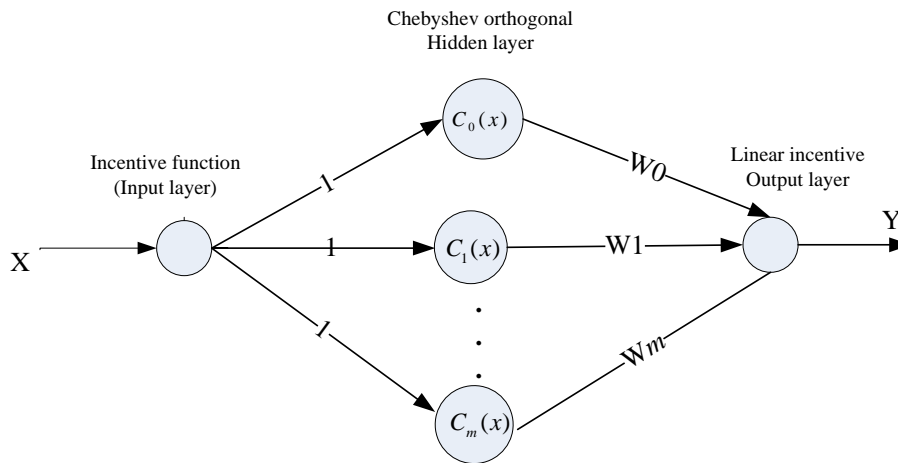 Chebyshev orthogonal
Hidden layer
C₀(x)
Incentive function
(Input layer)
1
W0
Linear incentive
Output layer
X
1
C₁(x)
W1
Y
1
Wm
Cₘ(x)